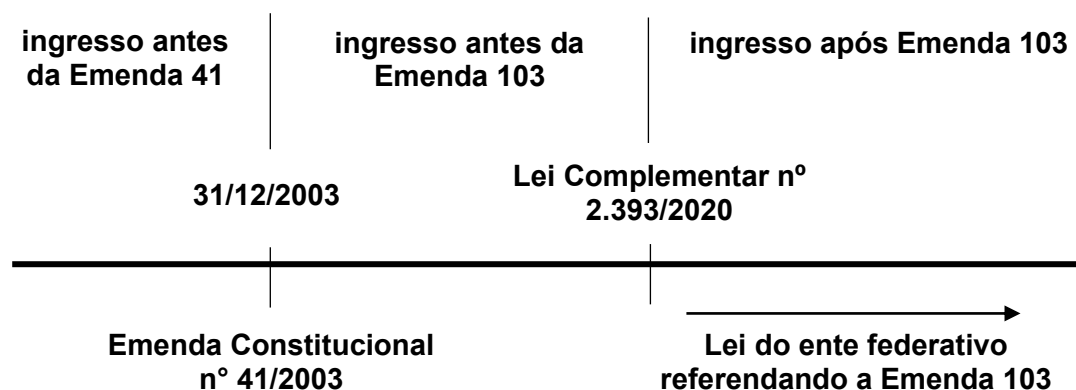 ingresso antes
da Emenda 41
ingresso antes da
Emenda 103
ingresso após Emenda 103
31/12/2003
Lei Complementar nº
2.393/2020
Emenda Constitucional
n° 41/2003
Lei do ente federativo
referendando a Emenda 103